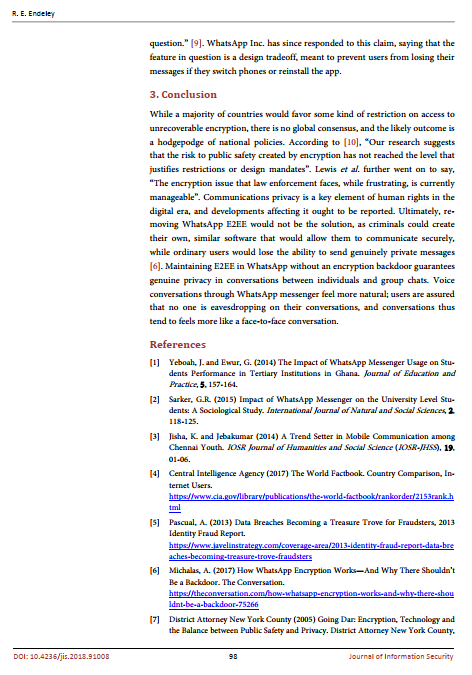 R. E. Endeley
question.” [9]. WhatsApp Inc. has since responded to this claim, saying that the
feature in question is a design tradeoff, meant to prevent users from losing their
messages if they switch phones or reinstall the app.
3. Conclusion
While a majority of countries would favor some kind of restriction on access to
unrecoverable encryption, there is no global consensus, and the likely outcome is
a hodgepodge of national policies. According to [10], “Our research suggests
that the risk to public safety created by encryption has not reached the level that
justifies restrictions or design mandates”. Lewis et al. further went on to say,
“The encryption issue that law enforcement faces, while frustrating, is currently
manageable”. Communications privacy is a key element of human rights in the
digital era, and developments affecting it ought to be reported. Ultimately, re-
moving WhatsApp E2EE would not be the solution, as criminals could create
their own, similar software that would allow them to communicate securely,
while ordinary users would lose the ability to send genuinely private messages
[6]. Maintaining E2EE in WhatsApp without an encryption backdoor guarantees
genuine privacy in conversations between individuals and group chats. Voice
conversations through WhatsApp messenger feel more natural; users are assured
that no one is eavesdropping on their conversations, and conversations thus
tend to feels more like a face-to-face conversation.
References
[1] Yeboah, J. and Ewur, G. (2014) The Impact of WhatsApp Messenger Usage on Stu-
dents Performance in Tertiary Institutions in Ghana. Journal of Education and
Practice, 5, 157-164.
[2] Sarker, G.R. (2015) Impact of WhatsApp Messenger on the University Level Stu-
dents: A Sociological Study. International Journal of Natural and Social Sciences, 2,
118-125.
[3] Jisha, K. and Jebakumar (2014) A Trend Setter in Mobile Communication among
Chennai Youth. IOSR Journal of Humanities and Social Science (IOSR-JHSS), 19,
01-06.
[4] Central Intelligence Agency (2017) The World Factbook. Country Comparison, In-
ternet Users.
https://www.cia.gov/library/publications/the-world-factbook/rankorder/2153rank.h
tml
[5] Pascual, A. (2013) Data Breaches Becoming a Treasure Trove for Fraudsters, 2013
Identity Fraud Report.
https://www.javelinstrategy.com/coverage-area/2013-identity-fraud-report-data-bre
aches-becoming-treasure-trove-fraudsters
[6] Michalas, A. (2017) How WhatsApp Encryption Works—And Why There Shouldn’t
Be a Backdoor. The Conversation.
https://theconversation.com/how-whatsapp-encryption-works-and-why-there-shou
ldnt-be-a-backdoor-75266
[7] District Attorney New York County (2005) Going Dar: Encryption, Technology and
the Balance between Public Safety and Privacy. District Attorney New York County,
DOI: 10.4236/jis.2018.91008
98
Journal of Information Security